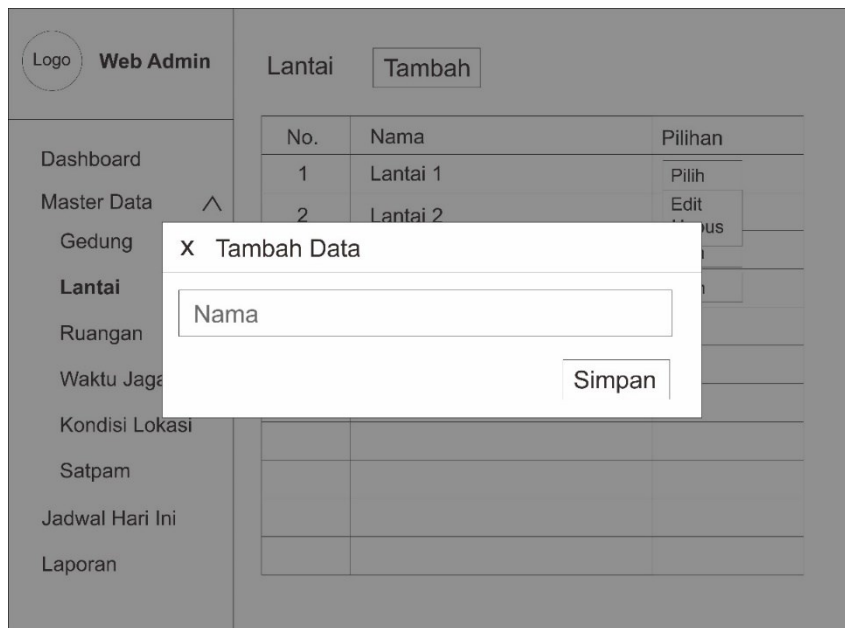 Logo
Web Admin
Dashboard
Master Data
Gedung
Lantai
Ruangan
Waktu
Kondisi Lokasi
Satpam
Jadwal Hari Ini
Laporan
Lantai Tambah
No. Nama Pilihan
1 Lantai 1 Pilih
2 Lantai 2 Edit
X Tambah Data
Nama
Simpan